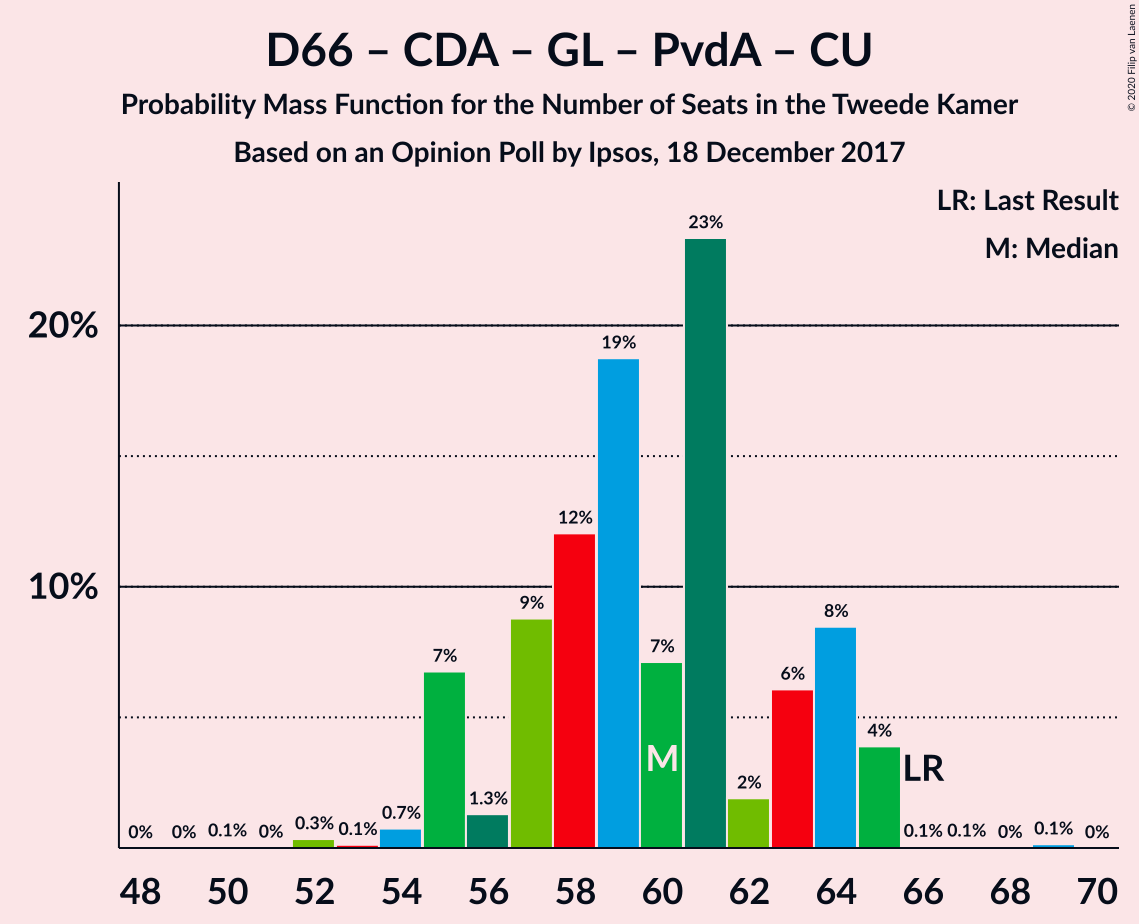 D66 – CDA – GL – PvdA – CU
Probability Mass Function for the Number of Seats in the Tweede Kamer
Based on an Opinion Poll by Ipsos, 18 December 2017
© 2020 Filip van Laenen
LR: Last Result
M: Median
20%
10%
0%
0%
0.1%
0%
0.3%
0.1%
0.7%
7%
1.3%
9%
12%
19%
7%
23%
2%
6%
8%
4%
0.1%
0.1%
0%
0.1%
0%
M
LR
48 50 52 54 56 58 60 62 64 66 68 70